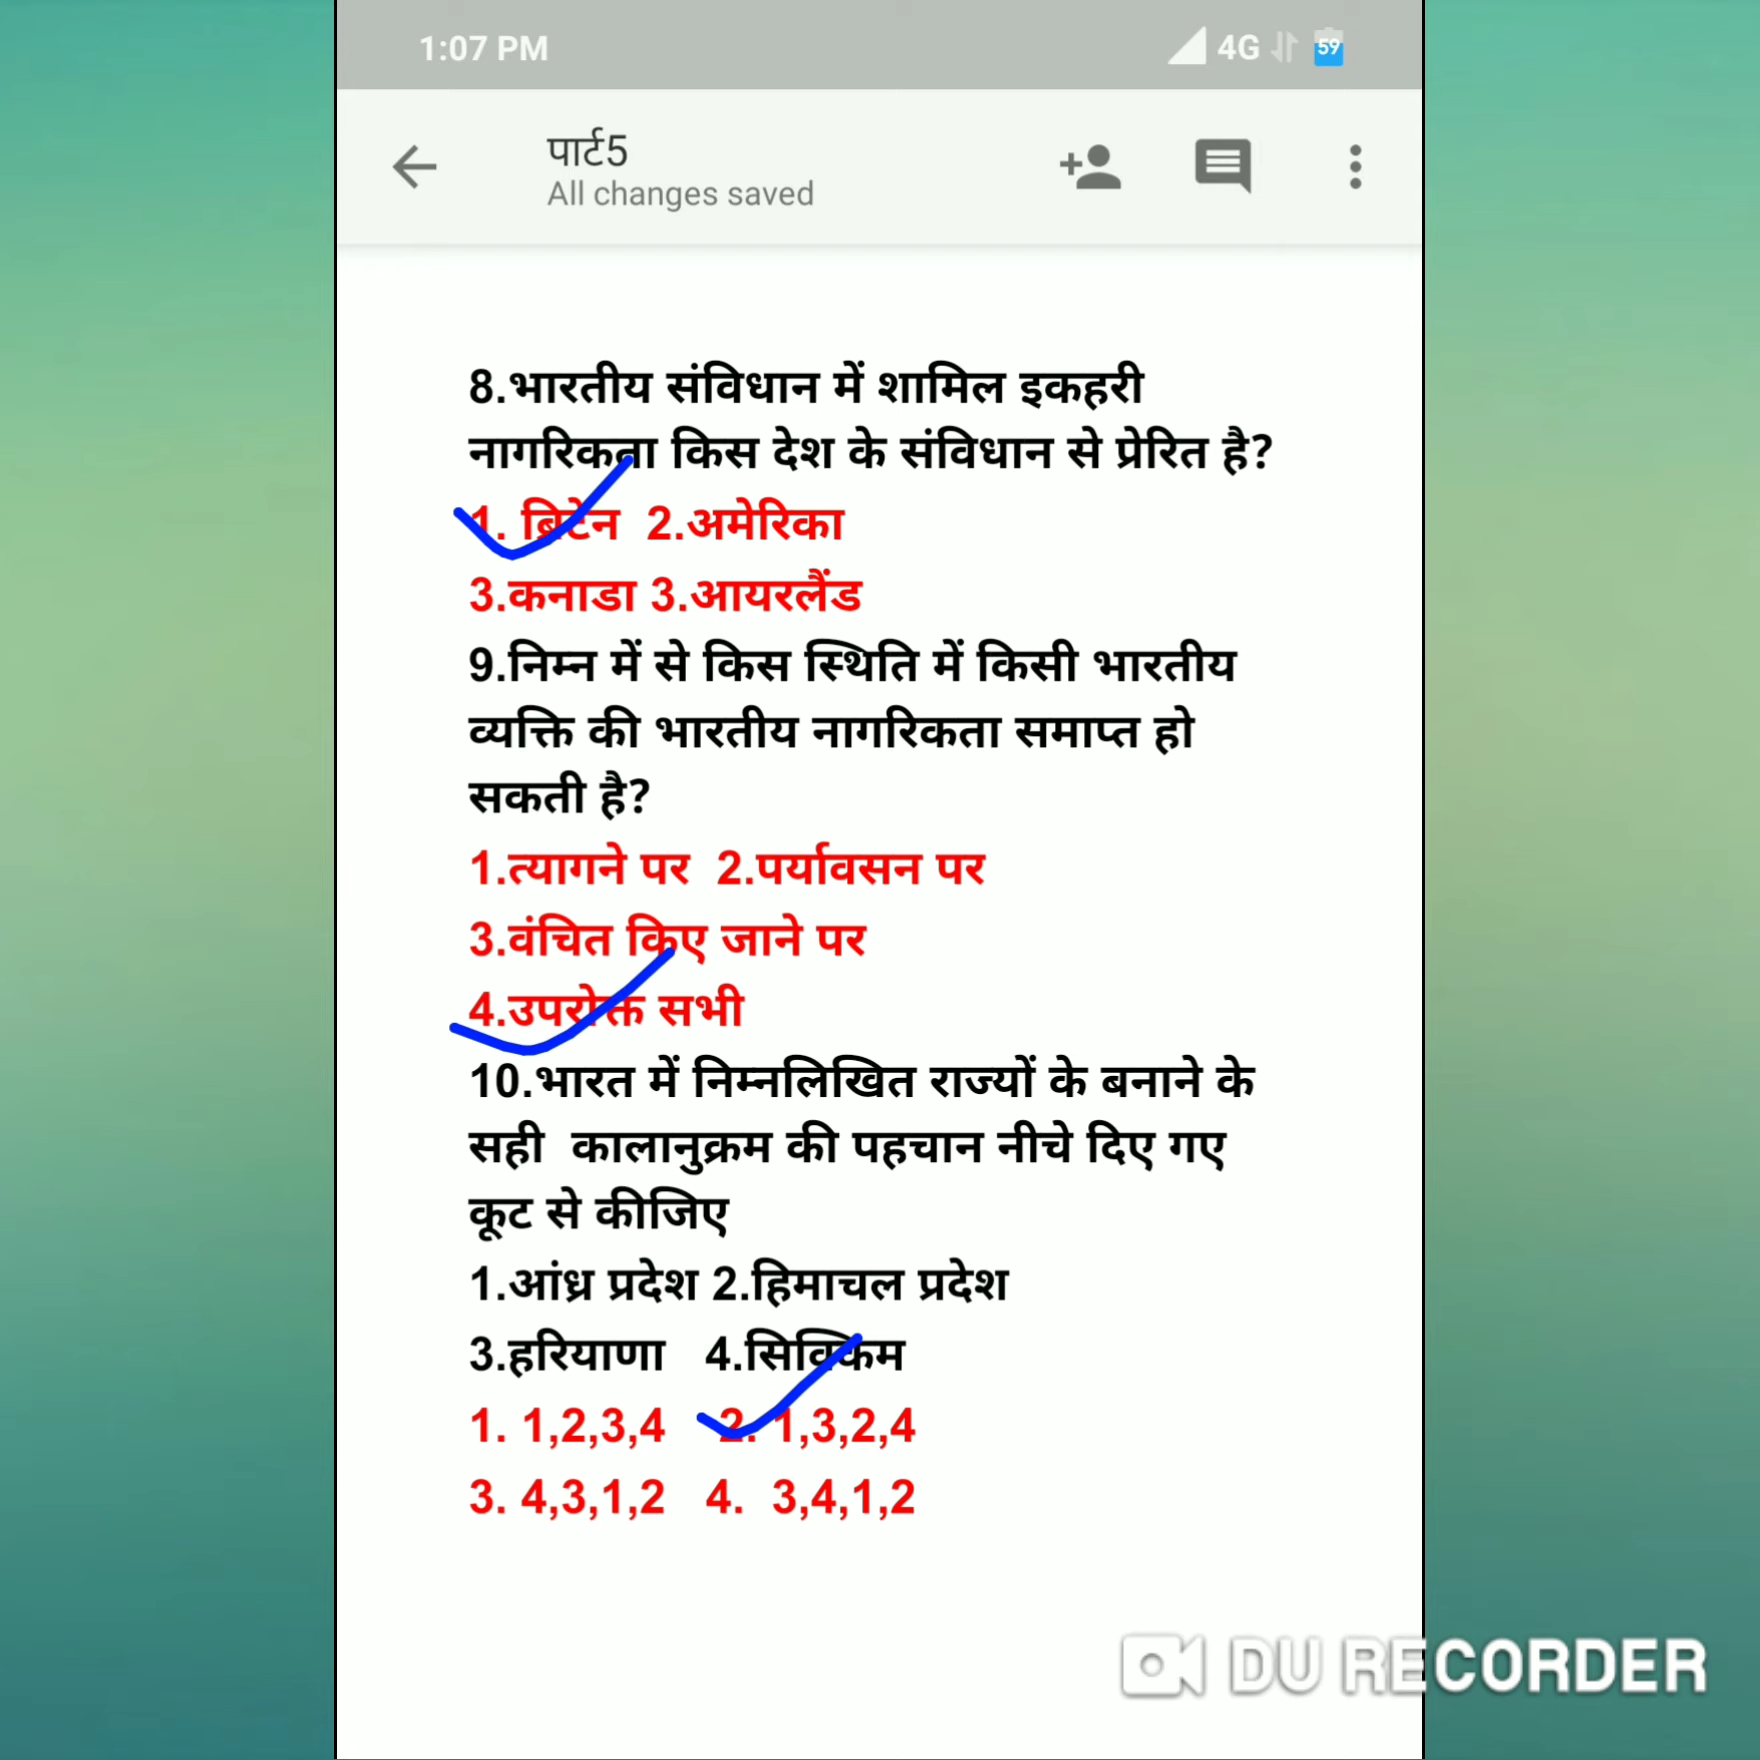 1:07 PM 4G 59
पार्ट5
All changes saved
8.भारतीय संविधान में शामिल इकहरी
नागरिकता किस देश के संविधान से प्रेरित है?
1. ब्रिटेन 2.अमेरिका
3.कनाडा 3.आयरलैंड
9.निम्न में से किस स्थिति में किसी भारतीय
व्यक्ति की भारतीय नागरिकता समाप्त हो
सकती है?
1.त्यागने पर 2.पर्यावसन पर
3.वंचित किए जाने पर
4.उपरोक्त सभी
10.भारत में निम्नलिखित राज्यों के बनाने के
सही कालानुक्रम की पहचान नीचे दिए गए
कूट से कीजिए
1.आंध्र प्रदेश 2.हिमाचल प्रदेश
3.हरियाणा 4.सिक्किम
1. 1,2,3,4 2. 1,3,2,4
3. 4,3,1,2 4. 3,4,1,2
DU RECORDER